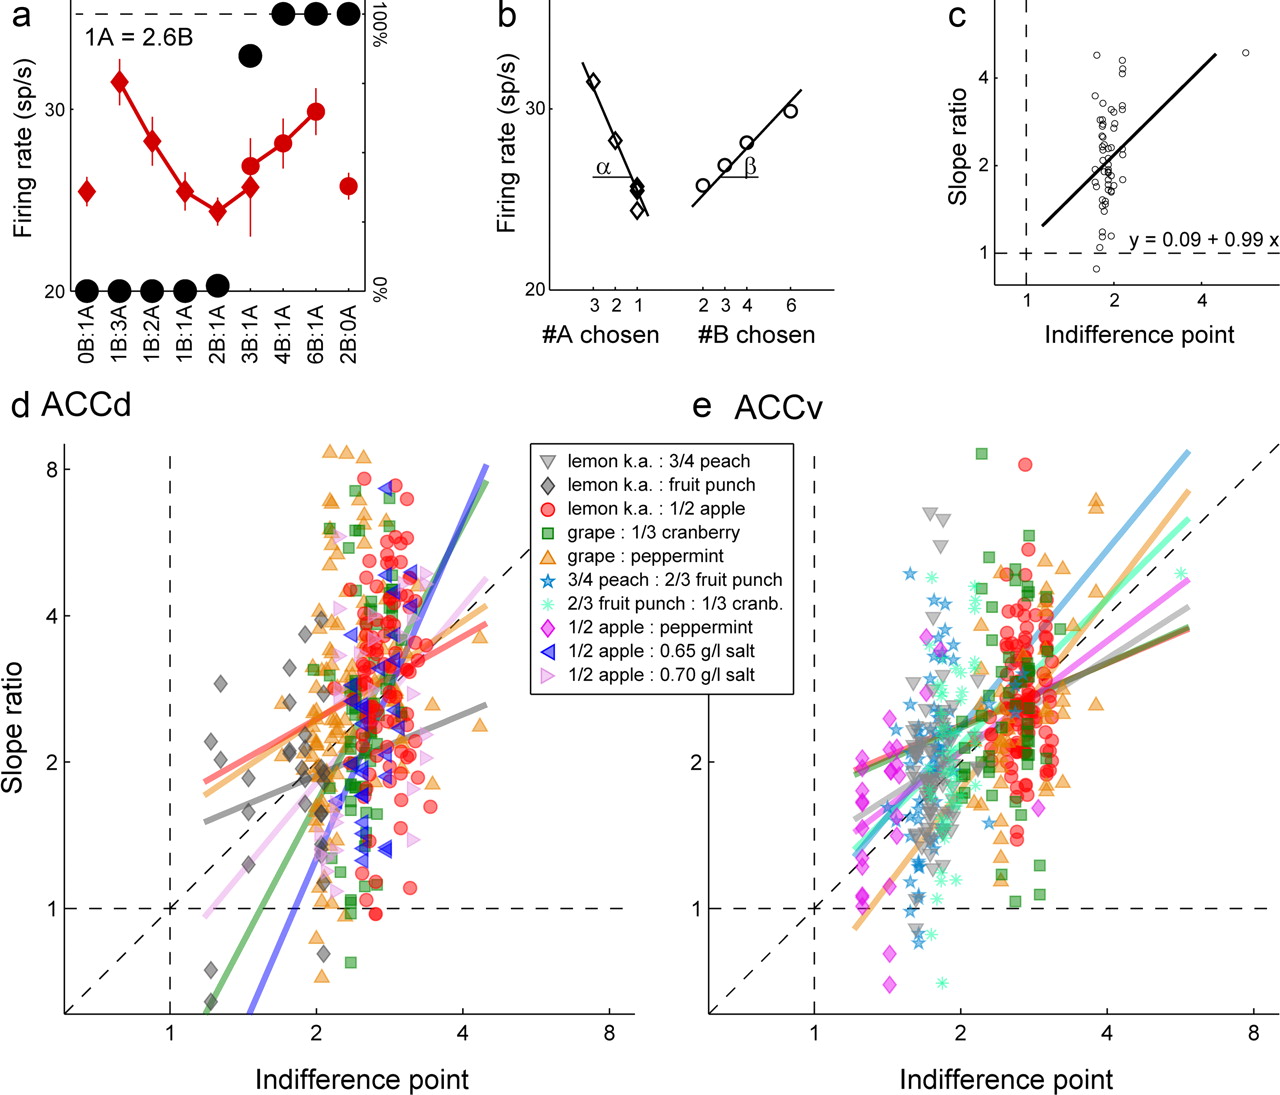 a
1A = 2.6B
Firing rate (sp/s)
30
20
100%
0%
0B:1A
1B:3A
1B:2A
1B:1A
2B:1A
3B:1A
4B:1A
6B:1A
2B:0A
b
Firing rate (sp/s)
30
20
α
β
3 2 1 2 3 4 6
#A chosen #B chosen
c
Slope ratio
4
2
1
y = 0.09 + 0.99 x
1 2 4
Indifference point
d ACCd
Slope ratio
8
4
2
1
1 2 4 8
Indifference point
lemon k.a. : 3/4 peach
lemon k.a. : fruit punch
lemon k.a. : 1/2 apple
grape : 1/3 cranberry
grape : peppermint
3/4 peach : 2/3 fruit punch
2/3 fruit punch : 1/3 cranb.
1/2 apple : peppermint
1/2 apple : 0.65 g/l salt
1/2 apple : 0.70 g/l salt
e ACCv
2
1
1 2 4 8
Indifference point